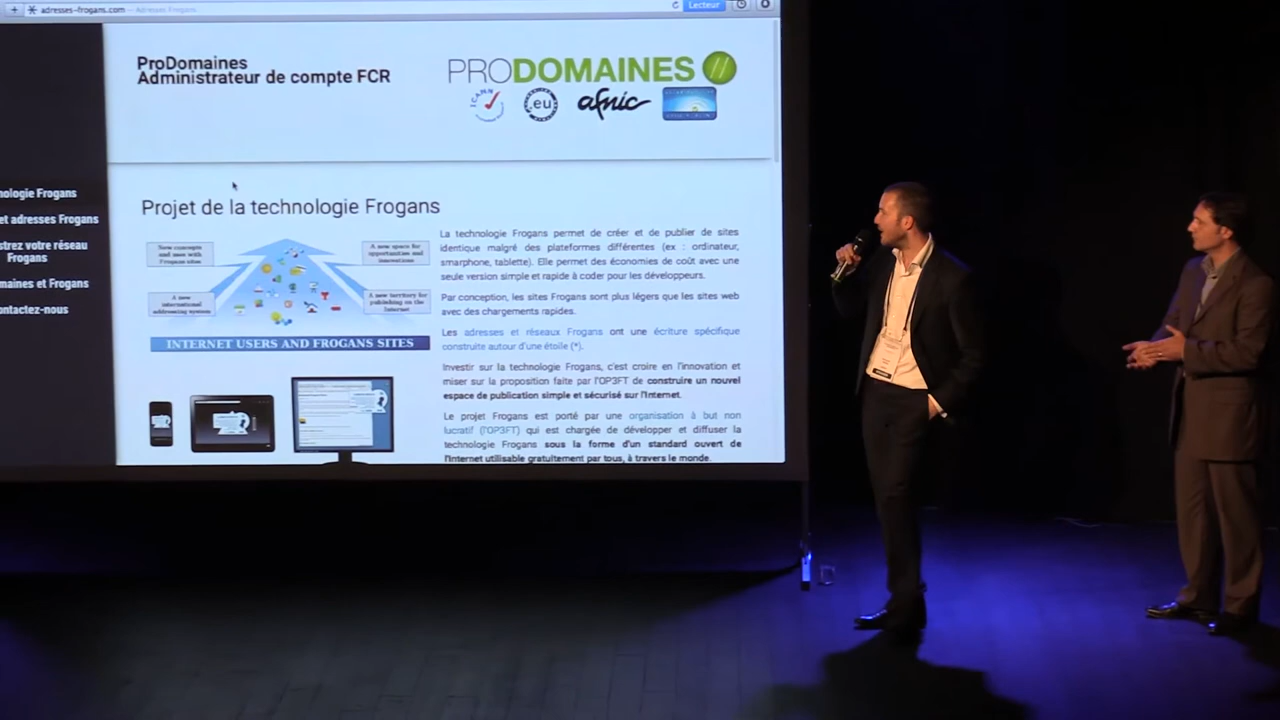 adresses-frogans.com — Adresses Frogans
Lecteur
ProDomaines
Administrateur de compte FCR
PRODOMAINES
ICANN
.eu
afnic
nologie Frogans
et adresses Frogans
strez votre réseau
Frogans
maines et Frogans
ontactez-nous
Projet de la technologie Frogans
New concepts
and uses with
Frogans sites
A new space for
opportunities and
innovations
A new
international
addressing system
A new territory for
publishing on the
Internet
INTERNET USERS AND FROGANS SITES
La technologie Frogans permet de créer et de publier de sites
identique malgré des plateformes différentes (ex : ordinateur,
smartphone, tablette). Elle permet des économies de coût avec une
seule version simple et rapide à coder pour les développeurs.
Par conception, les sites Frogans sont plus légers que les sites web
avec des chargements rapides.
Les adresses et réseaux Frogans ont une écriture spécifique
construite autour d'une étoile (*).
Investir sur la technologie Frogans, c'est croire en l'innovation et
miser sur la proposition faite par l'OP3FT de construire un nouvel
espace de publication simple et sécurisé sur l'Internet.
Le projet Frogans est porté par une organisation à but non
lucratif (l'OP3FT) qui est chargée de développer et diffuser la
technologie Frogans sous la forme d'un standard ouvert de
l'Internet utilisable gratuitement par tous, à travers le monde.